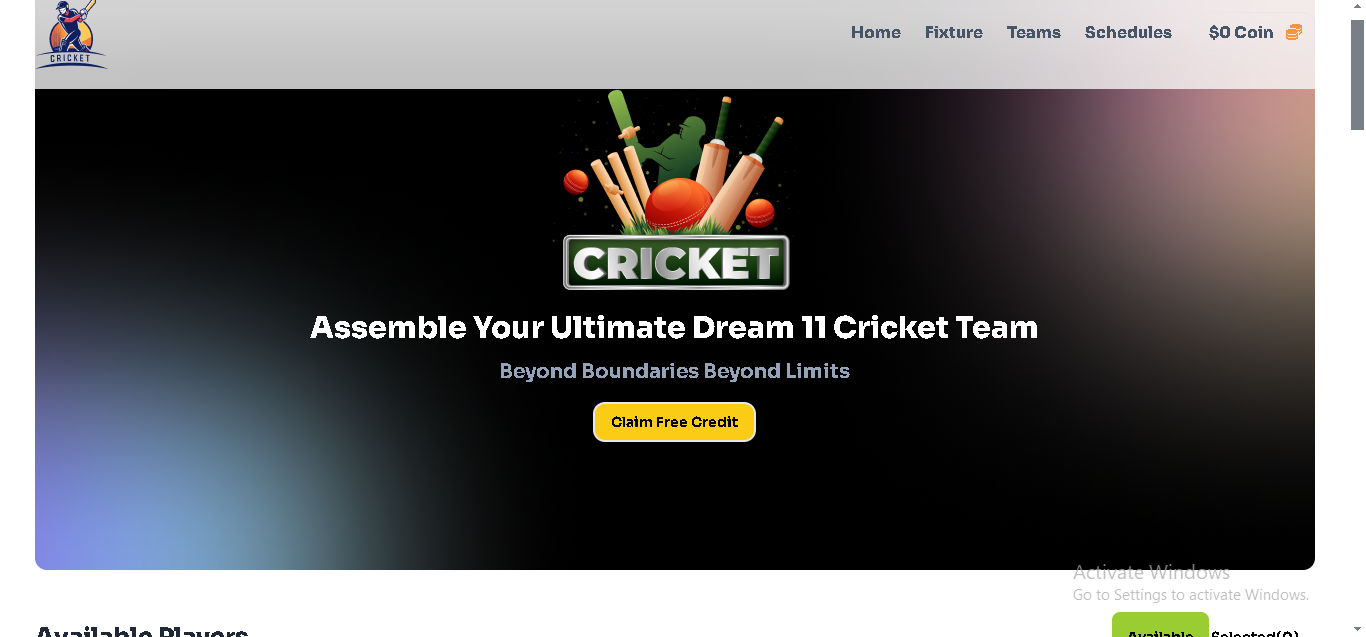 CRICKET
Home Fixture Teams Schedules $0 Coin
CRICKET
Assemble Your Ultimate Dream 11 Cricket Team
Beyond Boundaries Beyond Limits
Claim Free Credit
Activate Windows
Go to Settings to activate Windows.
Available Players
Available Selected(0)